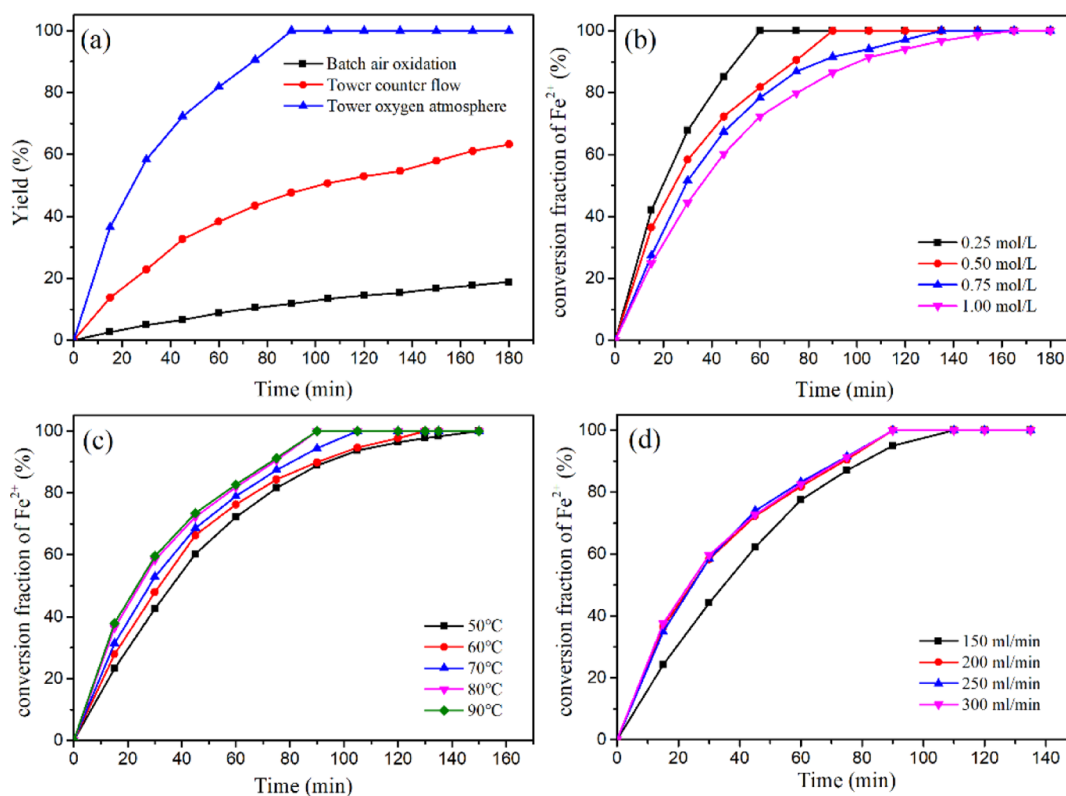 (a)
Yield (%)
100
80
60
40
20
0
Batch air oxidation
Tower counter flow
Tower oxygen atmosphere
0 20 40 60 80 100 120 140 160 180
Time (min)
(b)
conversion fraction of Fe²⁺ (%)
100
80
60
40
20
0
0.25 mol/L
0.50 mol/L
0.75 mol/L
1.00 mol/L
0 20 40 60 80 100 120 140 160 180
Time (min)
(c)
conversion fraction of Fe²⁺ (%)
100
80
60
40
20
0
50°C
60°C
70°C
80°C
90°C
0 20 40 60 80 100 120 140 160
Time (min)
(d)
conversion fraction of Fe²⁺ (%)
100
80
60
40
20
0
150 ml/min
200 ml/min
250 ml/min
300 ml/min
0 20 40 60 80 100 120 140
Time (min)